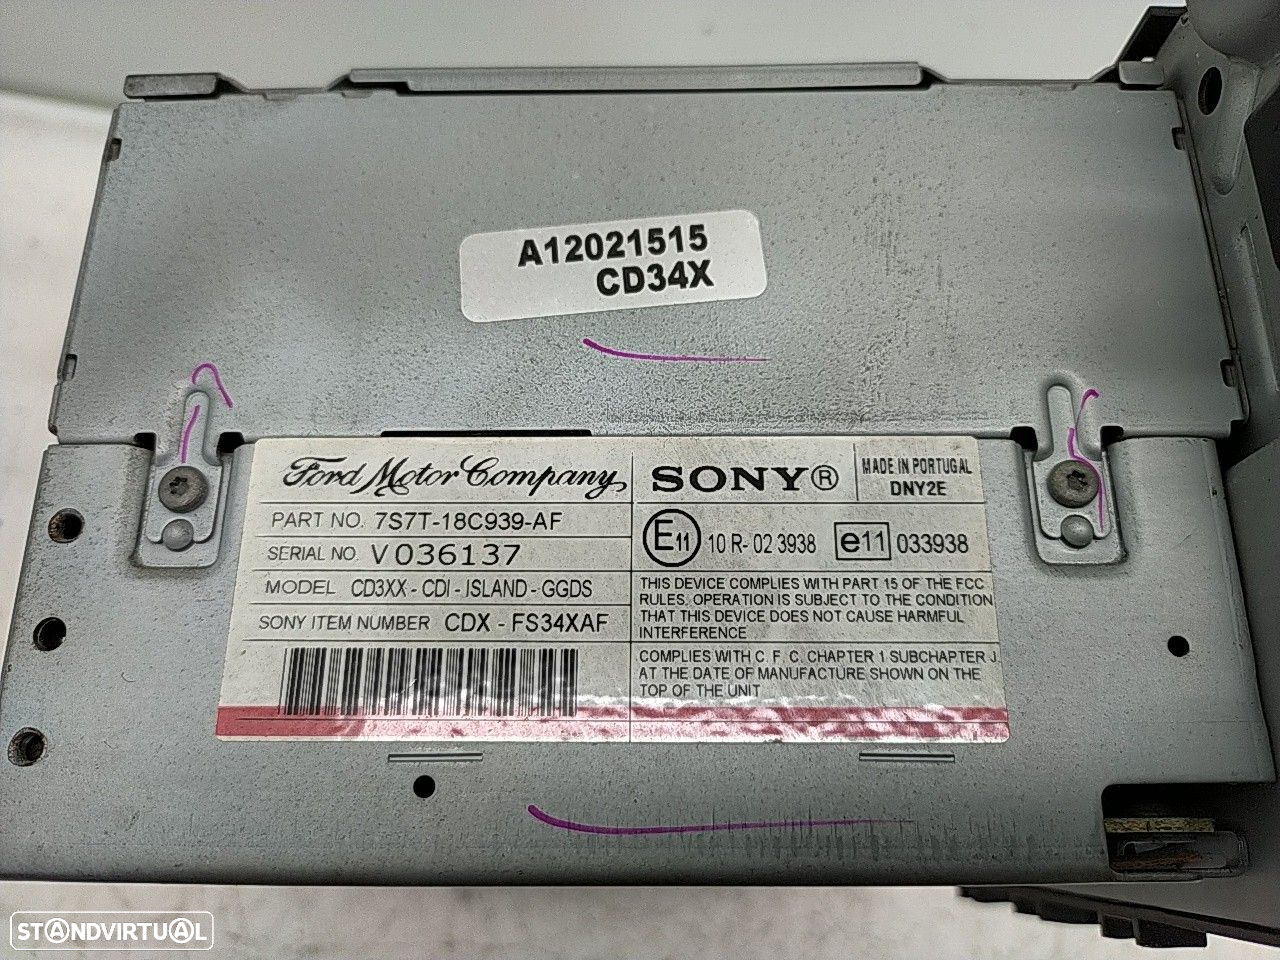 A12021515
CD34X
Ford Motor Company
PART NO. 7S7T-18C939-AF
SERIAL NO. V036137
MODEL CD3XX - CDI - ISLAND - GGDS
SONY ITEM NUMBER CDX - FS34XAF
SONY®
MADE IN PORTUGAL
DNY2E
E11 10 R- 02 3938
e11 033938
THIS DEVICE COMPLIES WITH PART 15 OF THE FCC
RULES. OPERATION IS SUBJECT TO THE CONDITION
THAT THIS DEVICE DOES NOT CAUSE HARMFUL
INTERFERENCE
COMPLIES WITH C. F. C. CHAPTER 1 SUBCHAPTER J.
AT THE DATE OF MANUFACTURE SHOWN ON THE
TOP OF THE UNIT
STANDVIRTUAL